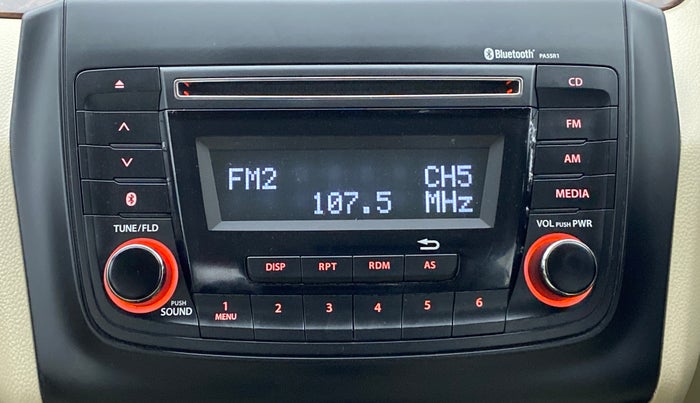 Bluetooth® PA55R1
CD
FM
AM
MEDIA
FM2 CH5
107.5 MHz
TUNE/FLD
VOL PUSH PWR
DISP RPT RDM AS
PUSH
SOUND
1 2 3 4 5 6
MENU